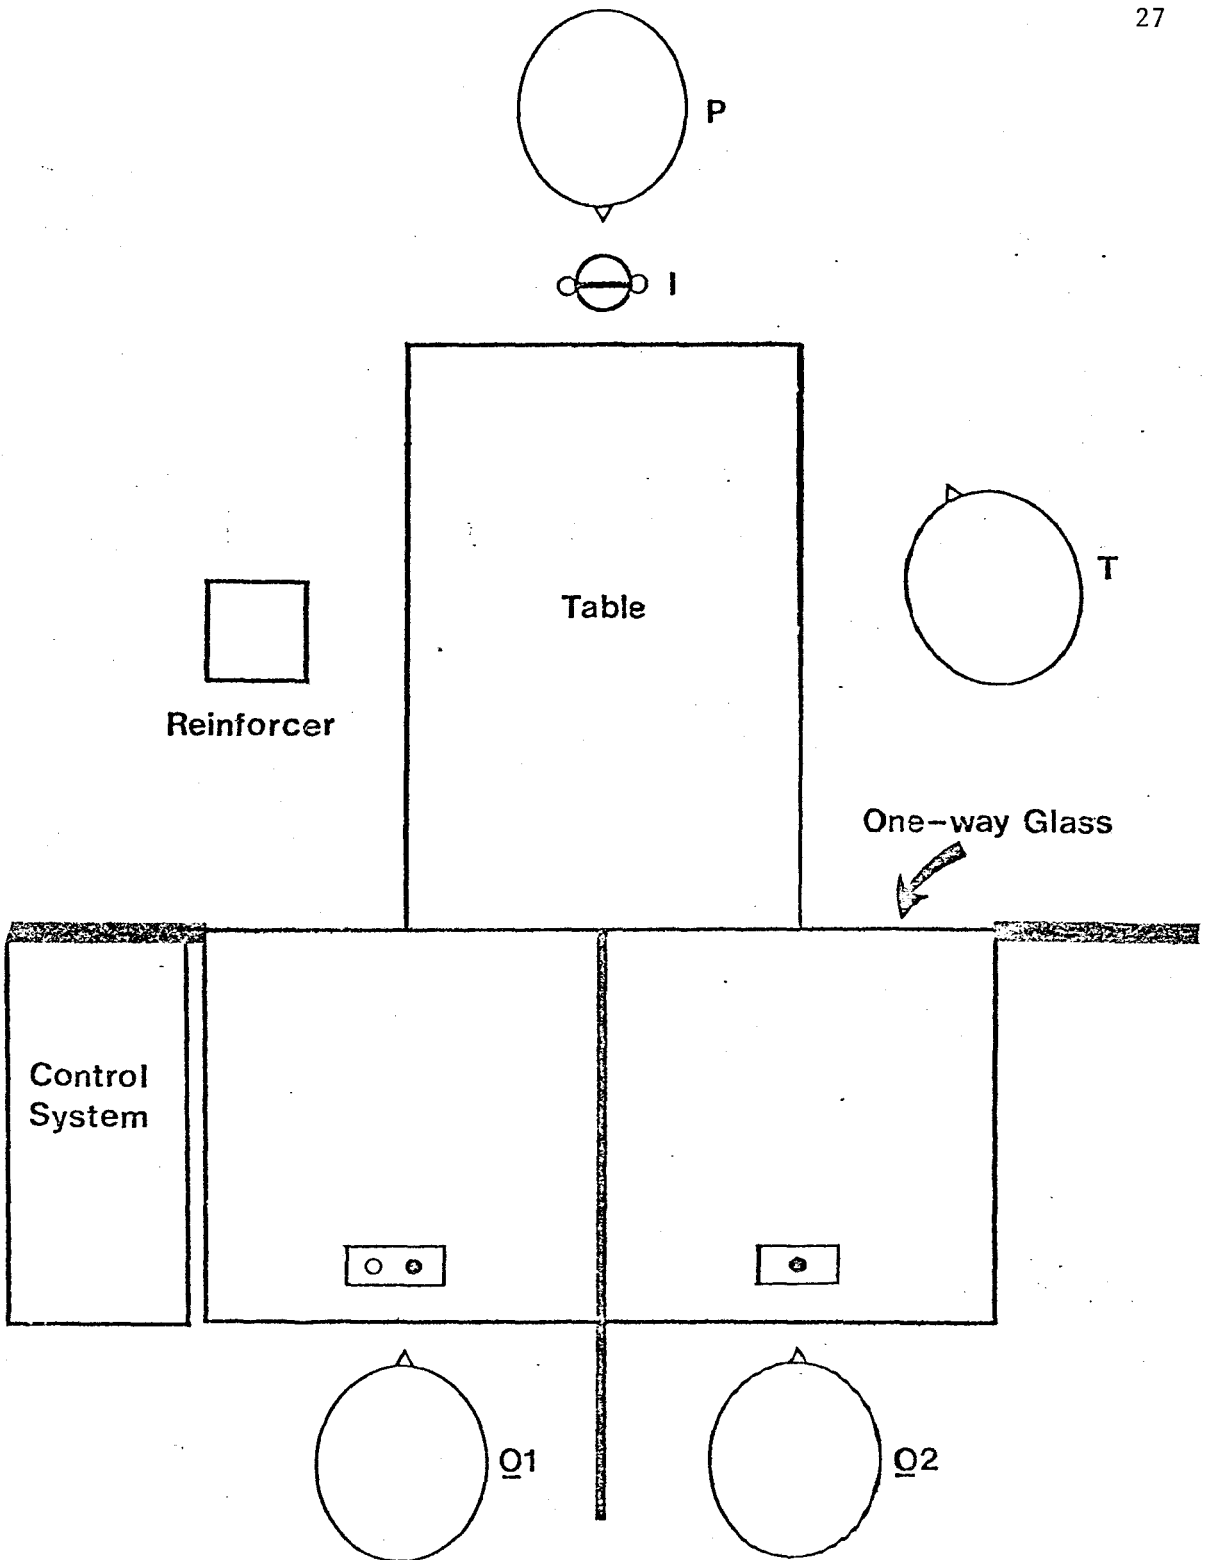 27
P
I
T
Table
Reinforcer
One-way Glass
Control
System
O1
O2